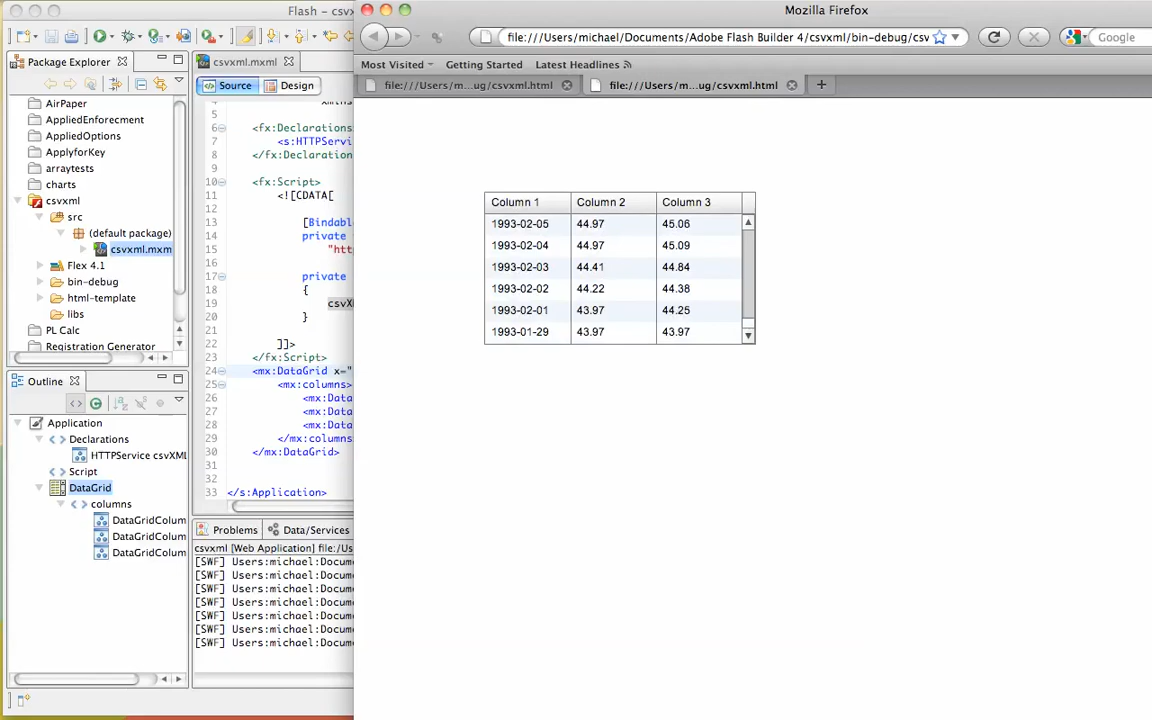 Flash – csvx
Package Explorer
AirPaper
AppliedEnforecment
AppliedOptions
ApplyforKey
arraytests
charts
csvxml
src
(default package)
csvxml.mxm
Flex 4.1
bin-debug
html-template
libs
PL Calc
Registration Generator
Outline
Application
Declarations
HTTPService csvXML
Script
DataGrid
columns
DataGridColum
DataGridColum
DataGridColum
csvxml.mxml
Source
Design
5
6 <fx:Declarations
7 <s:HTTPServi
8 </fx:Declaration
9
10 <fx:Script>
11 <![CDATA[
12
13 [Bindabl
14 private
15 "htt
16
17 private
18 {
19 csvX
20 }
21
22 ]]>
23 </fx:Script>
24 <mx:DataGrid x="
25 <mx:columns>
26 <mx:Data
27 <mx:Data
28 <mx:Data
29 </mx:columns
30 </mx:DataGrid>
31
32
33 </s:Application>
Problems
Data/Services
csvxml [Web Application] file:/Us
[SWF] Users:michael:Docume
[SWF] Users:michael:Docume
[SWF] Users:michael:Docume
[SWF] Users:michael:Docume
[SWF] Users:michael:Docume
[SWF] Users:michael:Docume
[SWF] Users:michael:Docume
Mozilla Firefox
file:///Users/michael/Documents/Adobe Flash Builder 4/csvxml/bin-debug/csv
Google
Most Visited
Getting Started
Latest Headlines
file:///Users/m...ug/csvxml.html
file:///Users/m...ug/csvxml.html
Column 1 Column 2 Column 3
1993-02-05 44.97 45.06
1993-02-04 44.97 45.09
1993-02-03 44.41 44.84
1993-02-02 44.22 44.38
1993-02-01 43.97 44.25
1993-01-29 43.97 43.97